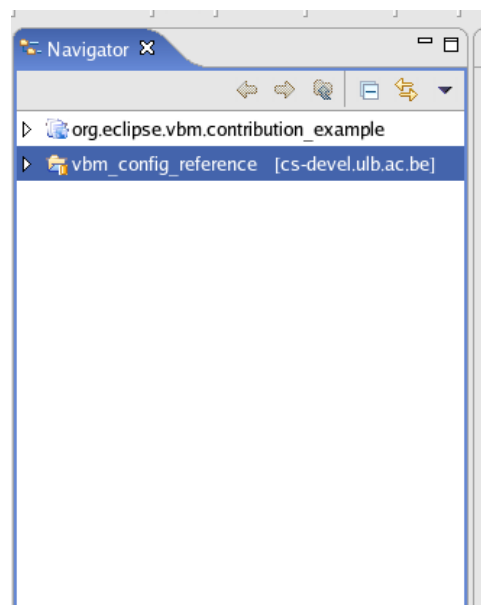 Navigator
org.eclipse.vbm.contribution_example
vbm_config_reference [cs-devel.ulb.ac.be]